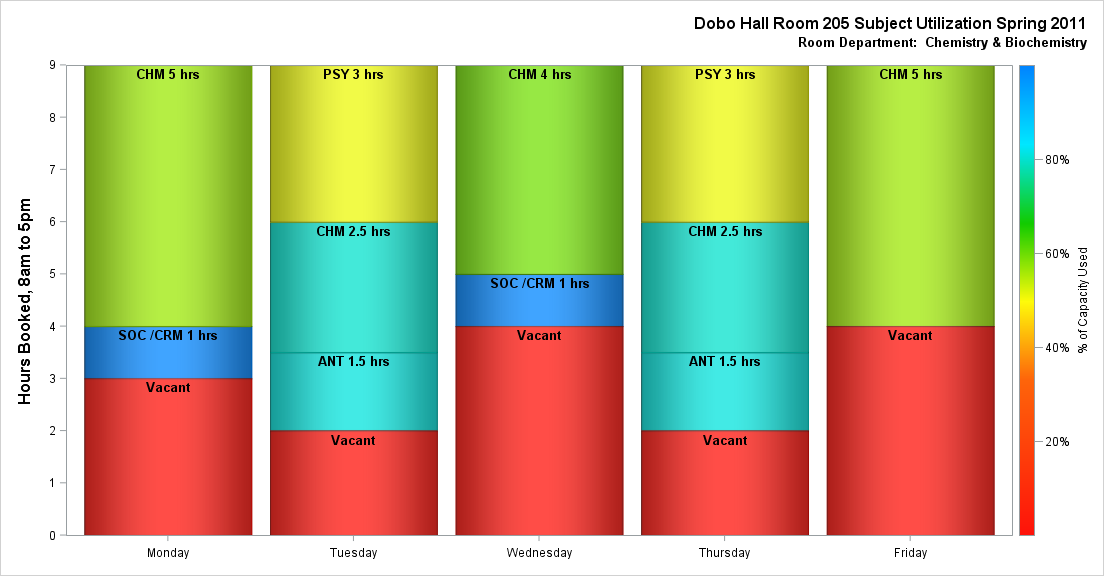 Dobo Hall Room 205 Subject Utilization Spring 2011
Room Department:  Chemistry & Biochemistry
Hours Booked, 8am to 5pm
9
8
7
6
5
4
3
2
1
0
CHM 5 hrs
SOC /CRM 1 hrs
Vacant
PSY 3 hrs
CHM 2.5 hrs
ANT 1.5 hrs
Vacant
CHM 4 hrs
SOC /CRM 1 hrs
Vacant
PSY 3 hrs
CHM 2.5 hrs
ANT 1.5 hrs
Vacant
CHM 5 hrs
Vacant
Monday
Tuesday
Wednesday
Thursday
Friday
80%
60%
40%
20%
% of Capacity Used